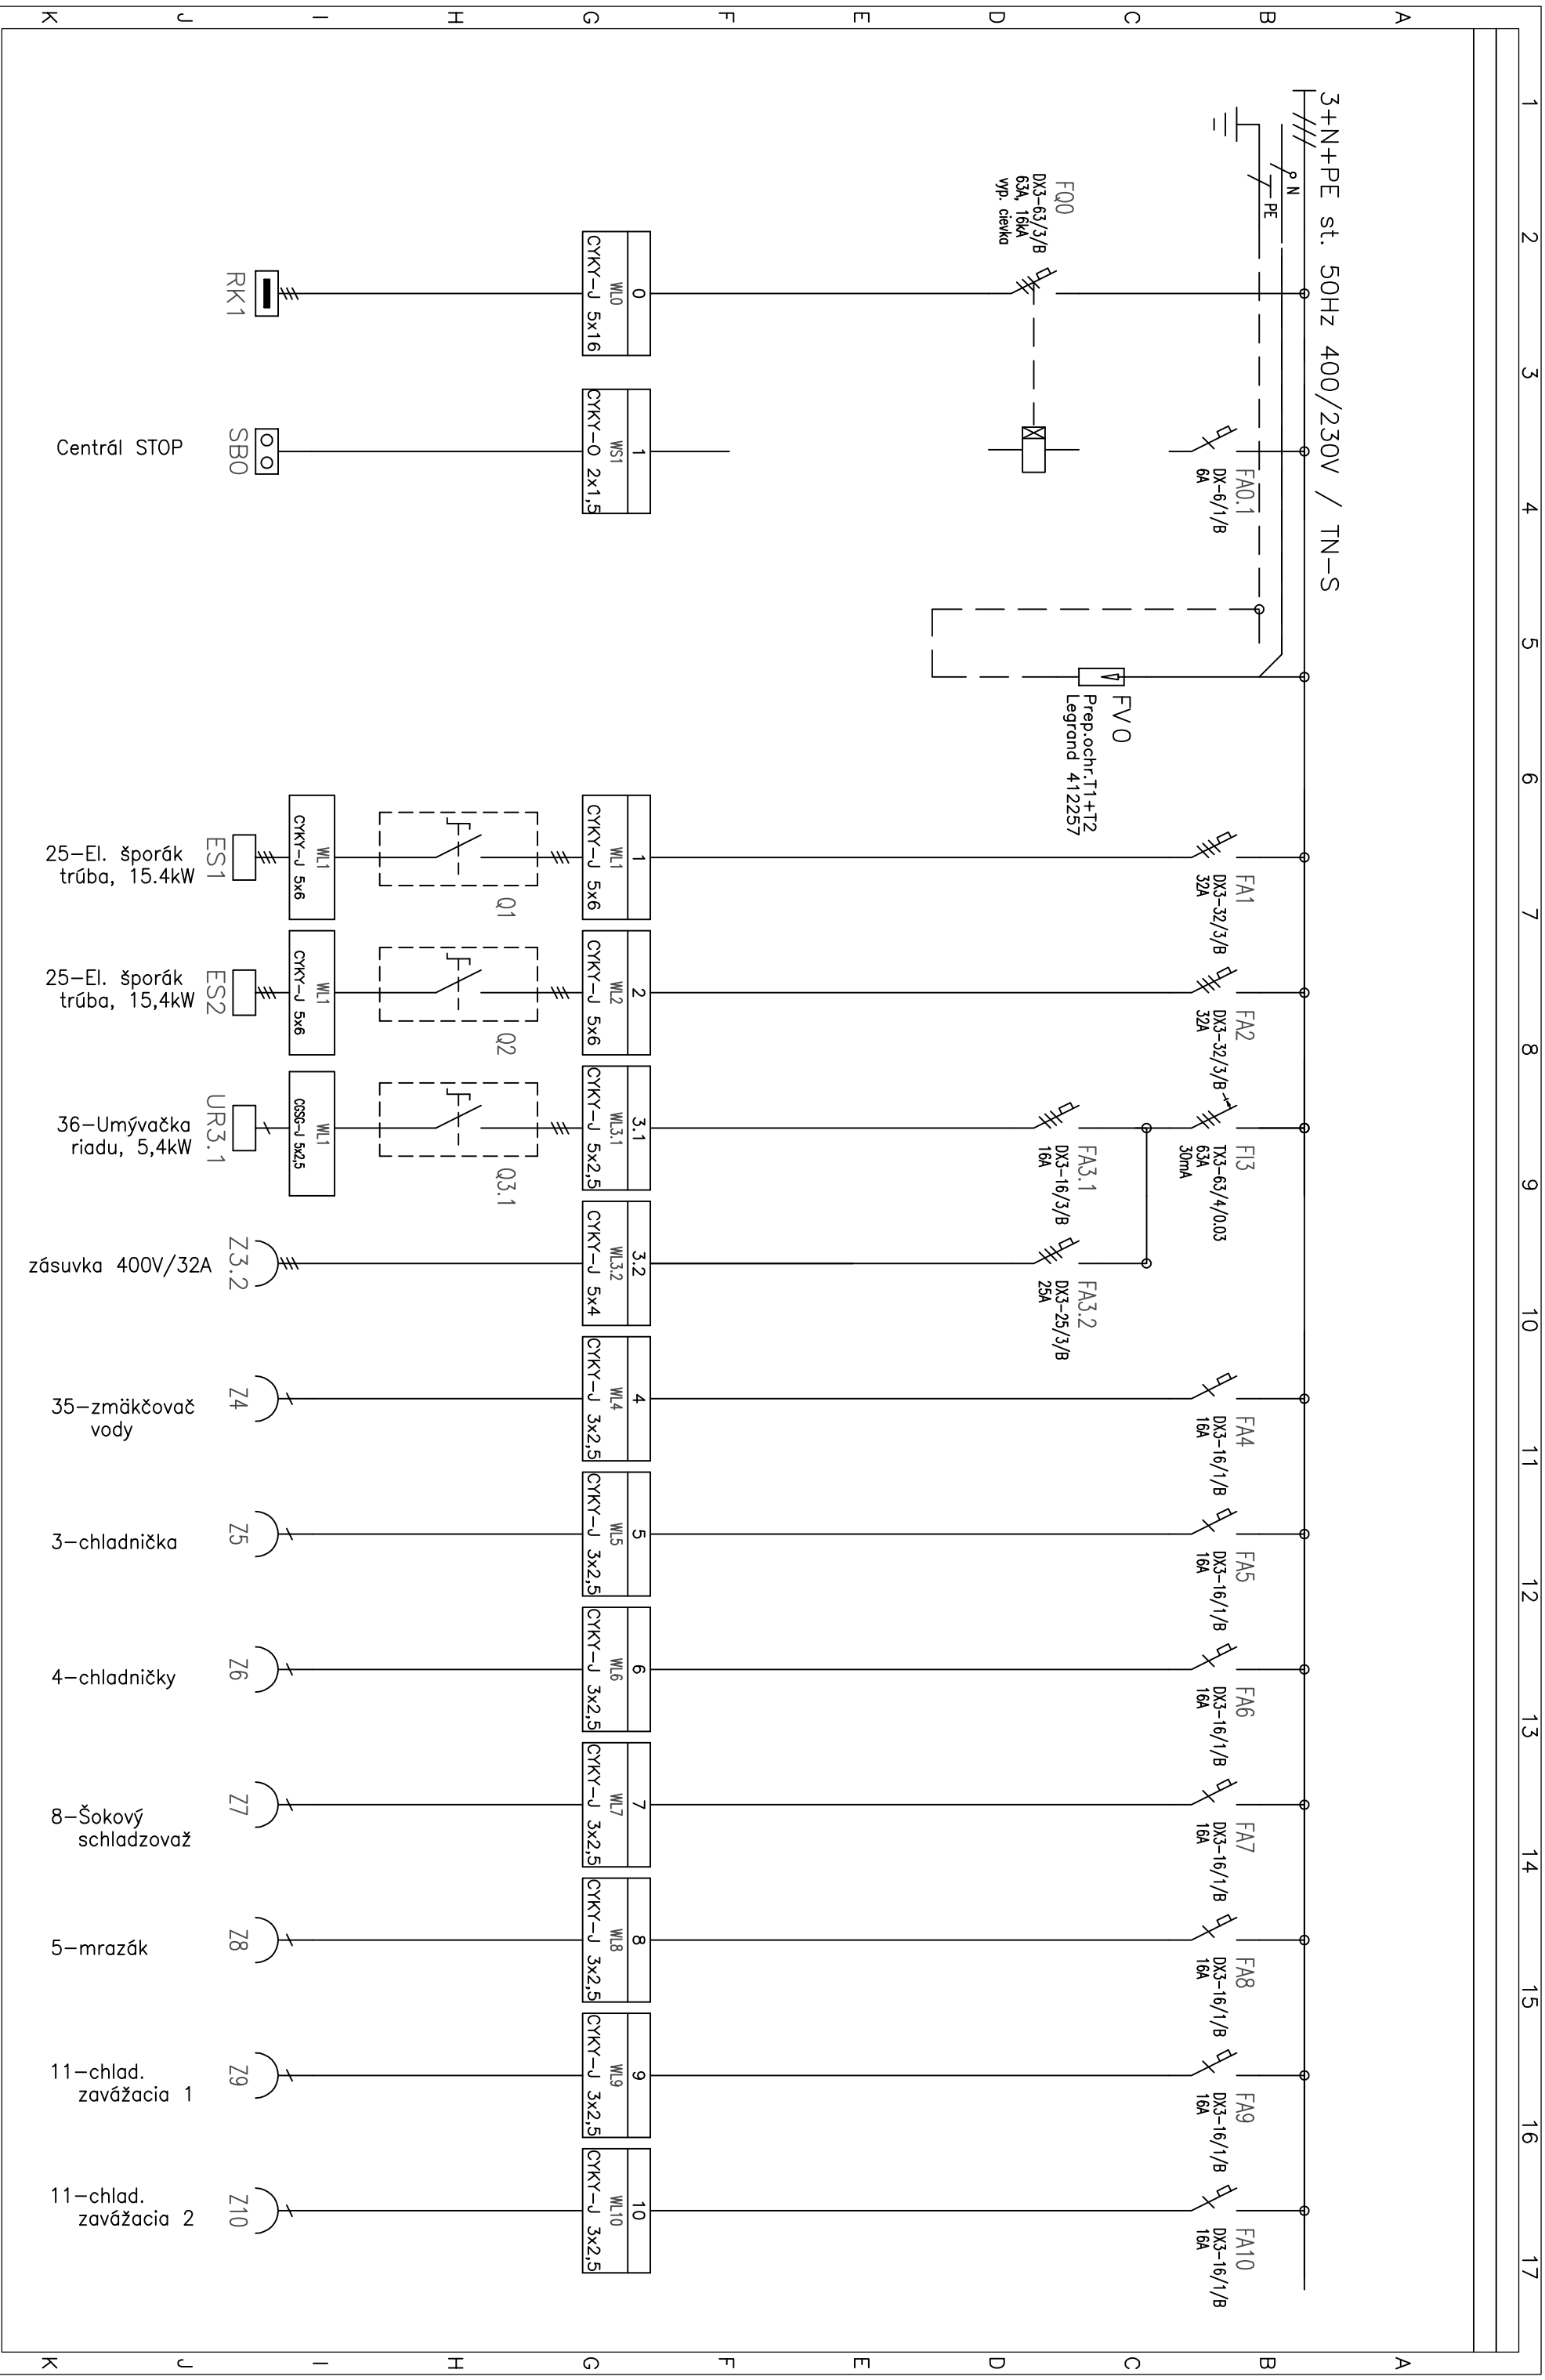 1 2 3 4 5 6 7 8 9 10 11 12 13 14 15 16 17
A B C D E F G H I J K
3+N+PE st. 50Hz 400/230V / TN-S
N
PE
FQ0
DX3-63/3/B
63A, 16kA
vyp. cievka
FA0.1
DX-6/1/B
6A
FV0
Prep.ochr.T1+T2
Legrand 412257
FA1
DX3-32/3/B
32A
FA2
DX3-32/3/B
32A
FI3
TX3-63/4/0.03
63A
30mA
FA3.1
DX3-16/3/B
16A
FA3.2
DX3-25/3/B
25A
FA4
DX3-16/1/B
16A
FA5
DX3-16/1/B
16A
FA6
DX3-16/1/B
16A
FA7
DX3-16/1/B
16A
FA8
DX3-16/1/B
16A
FA9
DX3-16/1/B
16A
FA10
DX3-16/1/B
16A
0
WL0
CYKY-J 5x16
1
WS1
CYKY-O 2x1,5
1
WL1
CYKY-J 5x6
2
WL2
CYKY-J 5x6
3.1
WL3.1
CYKY-J 5x2,5
3.2
WL3.2
CYKY-J 5x4
4
WL4
CYKY-J 3x2,5
5
WL5
CYKY-J 3x2,5
6
WL6
CYKY-J 3x2,5
7
WL7
CYKY-J 3x2,5
8
WL8
CYKY-J 3x2,5
9
WL9
CYKY-J 3x2,5
10
WL10
CYKY-J 3x2,5
Q1
Q2
Q3.1
WL1
CYKY-J 5x6
WL1
CYKY-J 5x6
WL1
CGSG-J 5x2,5
RK1
SB0
ES1
ES2
UR3.1
Z3.2
Z4
Z5
Z6
Z7
Z8
Z9
Z10
Centrál STOP
25-El. šporák
trúba, 15.4kW
25-El. šporák
trúba, 15,4kW
36-Umývačka
riadu, 5,4kW
zásuvka 400V/32A
35-zmäkčovač
vody
3-chladnička
4-chladničky
8-Šokový
schladzovaž
5-mrazák
11-chlad.
zavážacia 1
11-chlad.
zavážacia 2
A B C D E F G H I J K